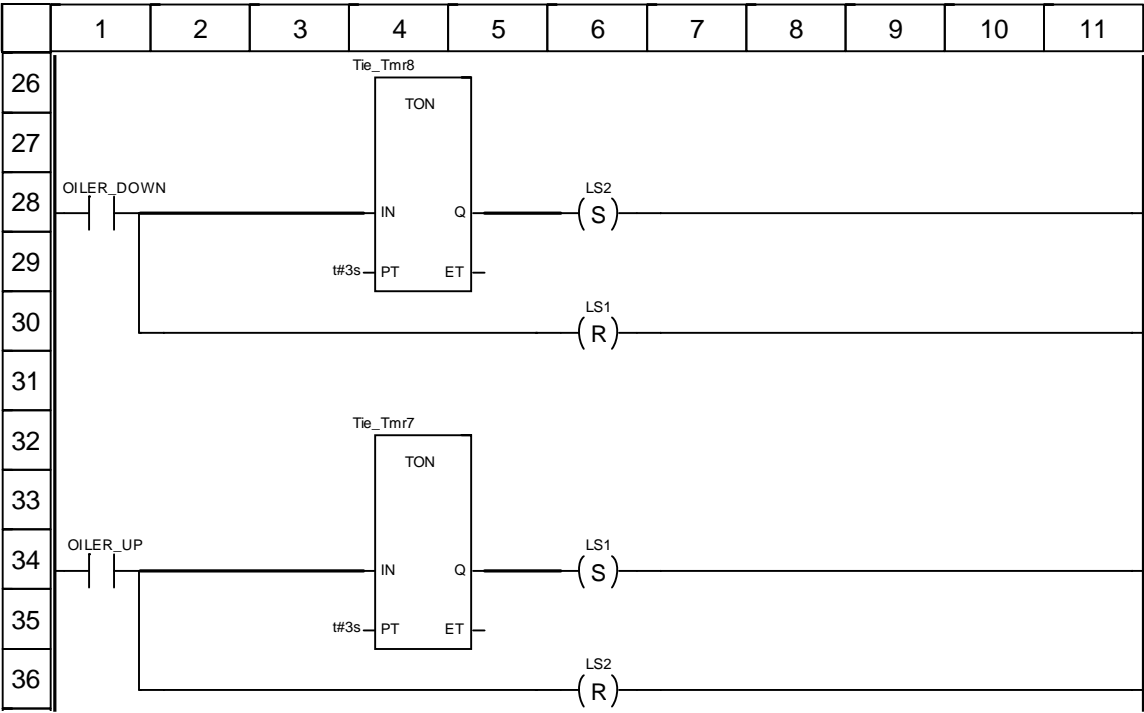 1 2 3 4 5 6 7 8 9 10 11
26
Tie_Tmr8
TON
27
OILER_DOWN
LS2
28
IN Q
S
29
t#3s PT ET
LS1
30
R
31
Tie_Tmr7
32
TON
33
OILER_UP
LS1
34
IN Q
S
35
t#3s PT ET
LS2
36
R